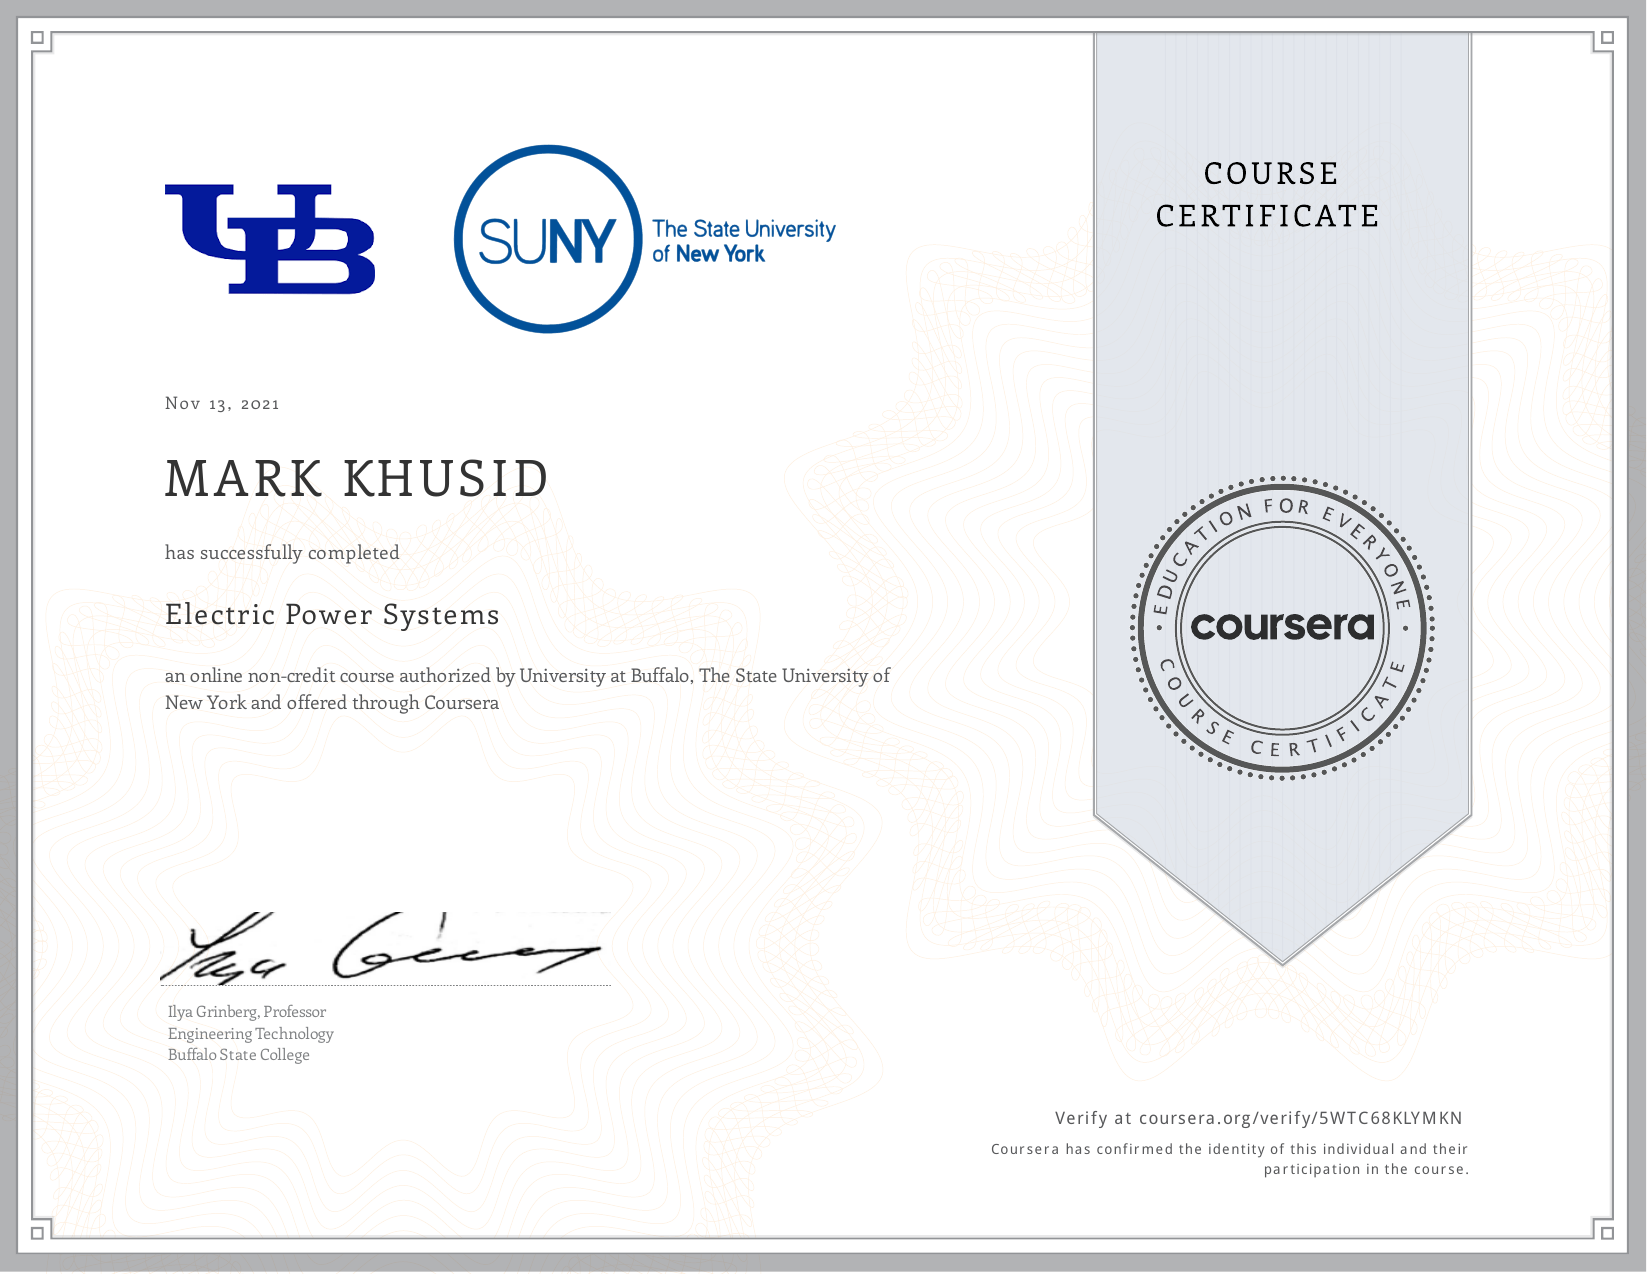 UB
SUNY
The State University
of New York
COURSE
CERTIFICATE
Nov 13, 2021
MARK KHUSID
has successfully completed
Electric Power Systems
an online non-credit course authorized by University at Buffalo, The State University of
New York and offered through Coursera
EDUCATION FOR EVERYONE
coursera
COURSE CERTIFICATE
Ilya Grinberg, Professor
Engineering Technology
Buffalo State College
Verify at coursera.org/verify/5WTC68KLYMKN
Coursera has confirmed the identity of this individual and their
participation in the course.